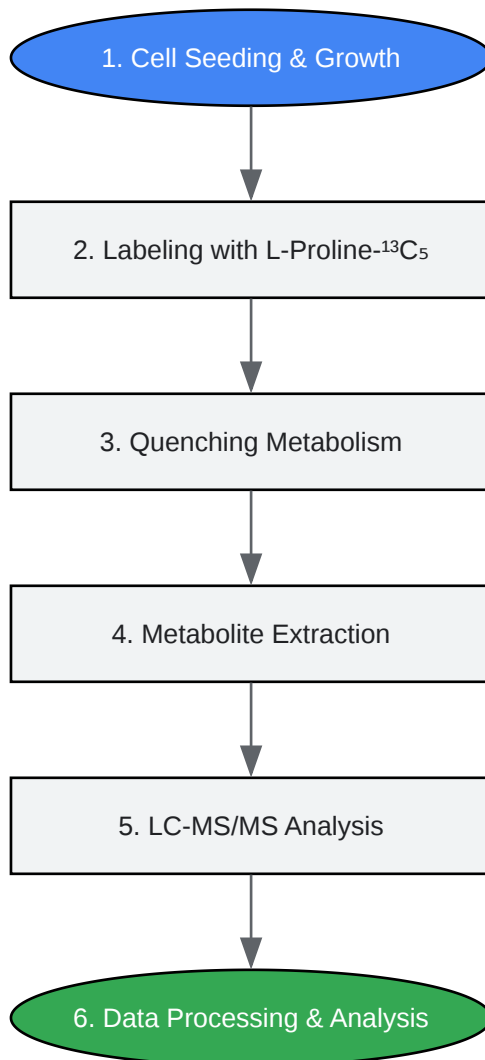 1. Cell Seeding & Growth
2. Labeling with L-Proline-¹³C₅
3. Quenching Metabolism
4. Metabolite Extraction
5. LC-MS/MS Analysis
6. Data Processing & Analysis